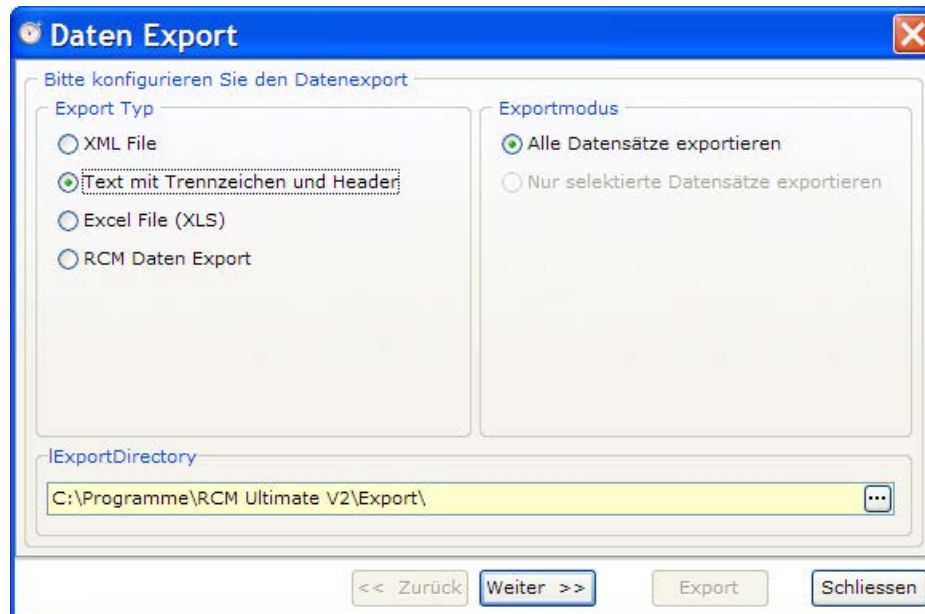 Daten Export
Bitte konfigurieren Sie den Datenexport
Export Typ
XML File
Text mit Trennzeichen und Header
Excel File (XLS)
RCM Daten Export
Exportmodus
Alle Datensätze exportieren
Nur selektierte Datensätze exportieren
lExportDirectory
C:\Programme\RCM Ultimate V2\Export\
...
<< Zurück
Weiter >>
Export
Schliessen